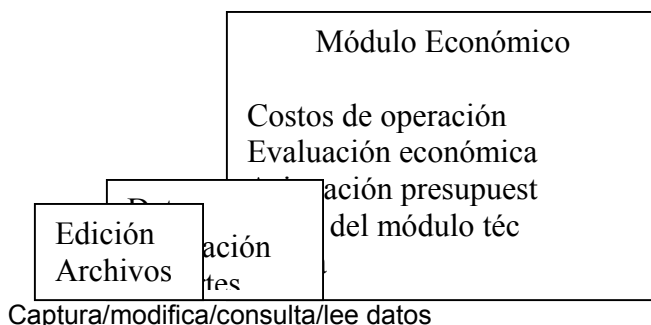 Módulo Económico
Costos de operación
Evaluación económica
ación presupuest
del módulo téc
ación
Edición
Archivos
Captura/modifica/consulta/lee datos